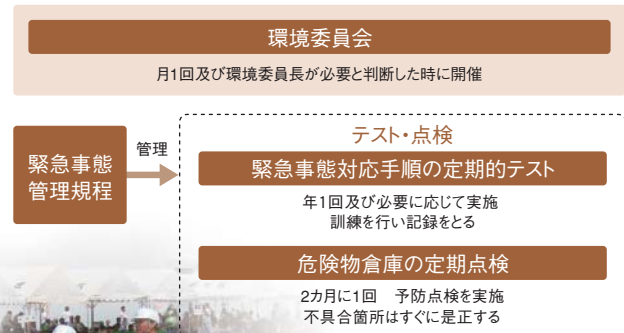 環境委員会
月1回及び環境委員長が必要と判断した時に開催
緊急事態
管理規程
管理
テスト・点検
緊急事態対応手順の定期的テスト
年1回及び必要に応じて実施
訓練を行い記録をとる
危険物倉庫の定期点検
2カ月に1回　予防点検を実施
不具合箇所はすぐに是正する